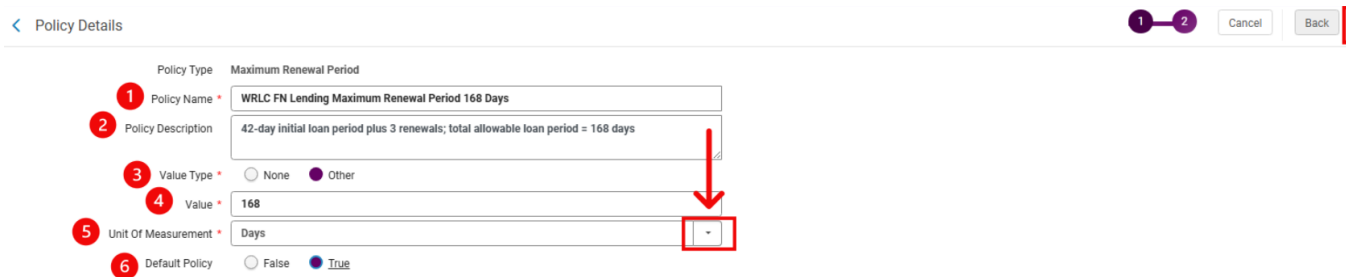 Policy Details
1 2 Cancel Back
Policy Type Maximum Renewal Period
1 Policy Name * WRLC FN Lending Maximum Renewal Period 168 Days
2 Policy Description 42-day initial loan period plus 3 renewals; total allowable loan period = 168 days
3 Value Type * None Other
4 Value * 168
5 Unit Of Measurement * Days
6 Default Policy False True